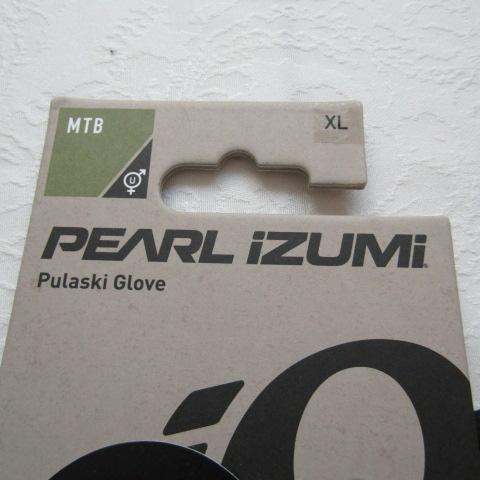 MTB
XL
U
PEARL iZUMi
Pulaski Glove